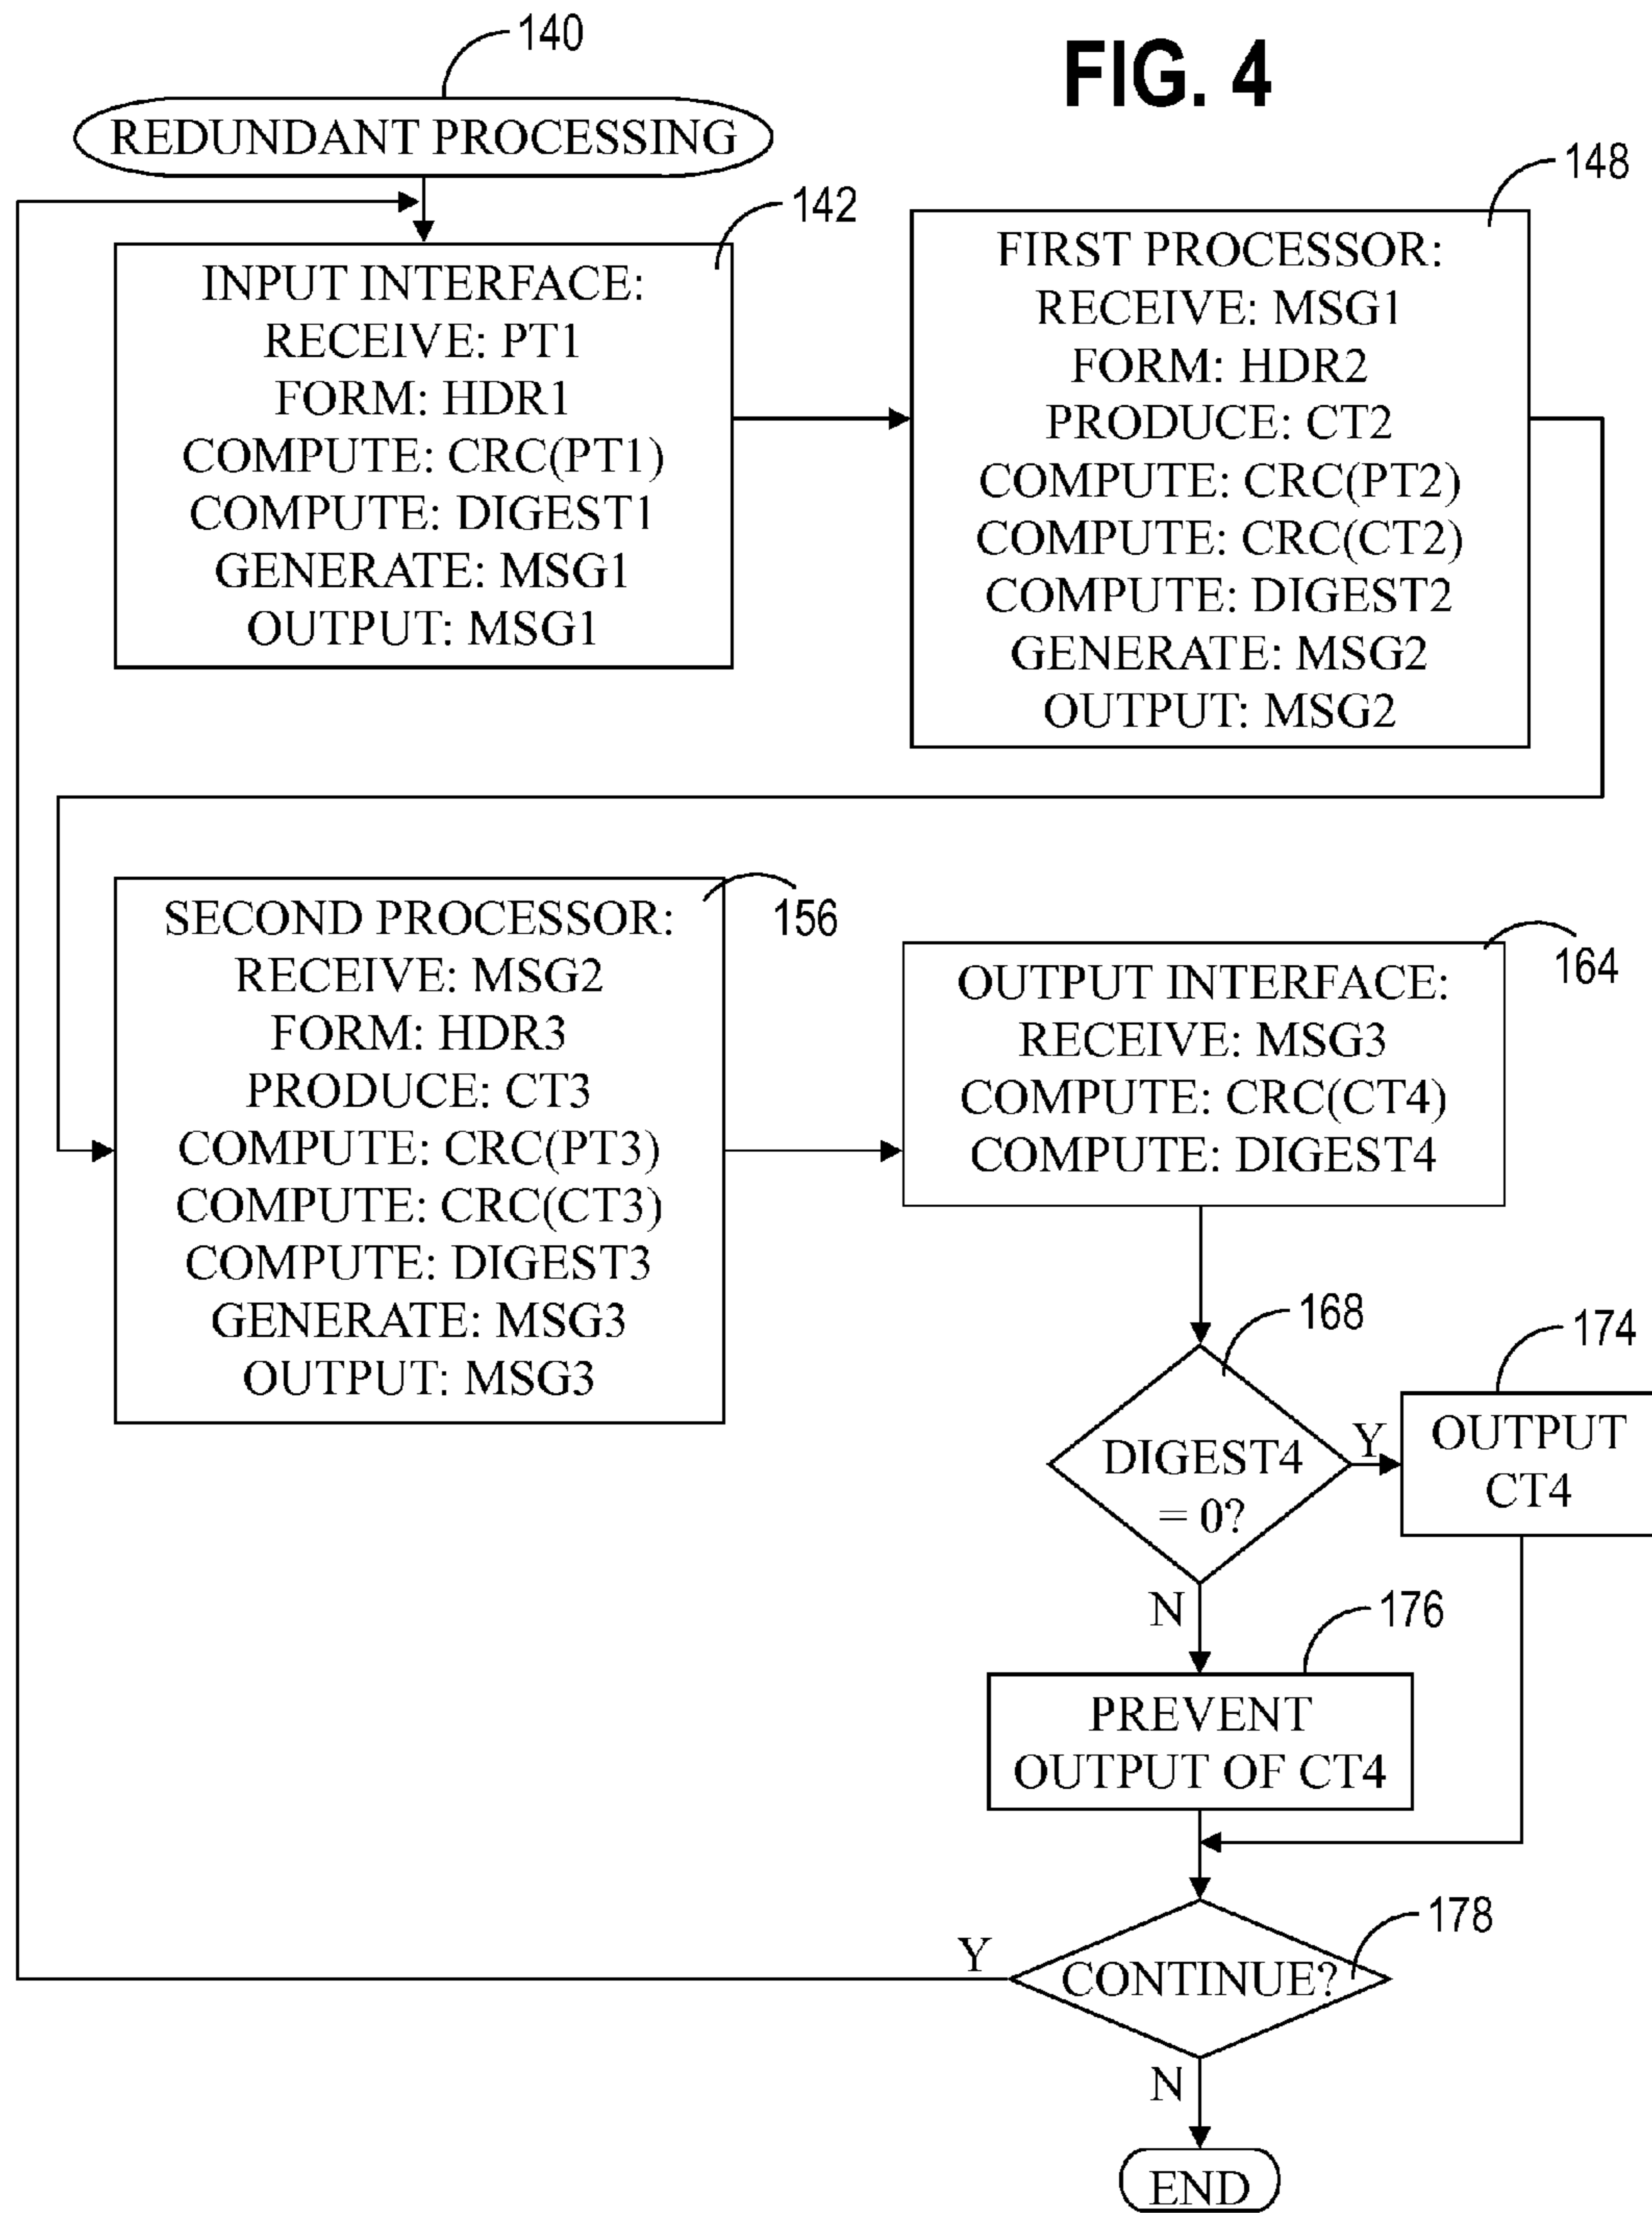 140
FIG. 4
REDUNDANT PROCESSING
142
INPUT INTERFACE:
RECEIVE: PT1
FORM: HDR1
COMPUTE: CRC(PT1)
COMPUTE: DIGEST1
GENERATE: MSG1
OUTPUT: MSG1
148
FIRST PROCESSOR:
RECEIVE: MSG1
FORM: HDR2
PRODUCE: CT2
COMPUTE: CRC(PT2)
COMPUTE: CRC(CT2)
COMPUTE: DIGEST2
GENERATE: MSG2
OUTPUT: MSG2
156
SECOND PROCESSOR:
RECEIVE: MSG2
FORM: HDR3
PRODUCE: CT3
COMPUTE: CRC(PT3)
COMPUTE: CRC(CT3)
COMPUTE: DIGEST3
GENERATE: MSG3
OUTPUT: MSG3
164
OUTPUT INTERFACE:
RECEIVE: MSG3
COMPUTE: CRC(CT4)
COMPUTE: DIGEST4
168
DIGEST4
= 0?
Y
174
OUTPUT
CT4
N
176
PREVENT
OUTPUT OF CT4
178
CONTINUE?
Y
N
END